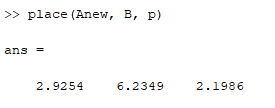 >> place(Anew, B, p)
ans =
2.9254 6.2349 2.1986